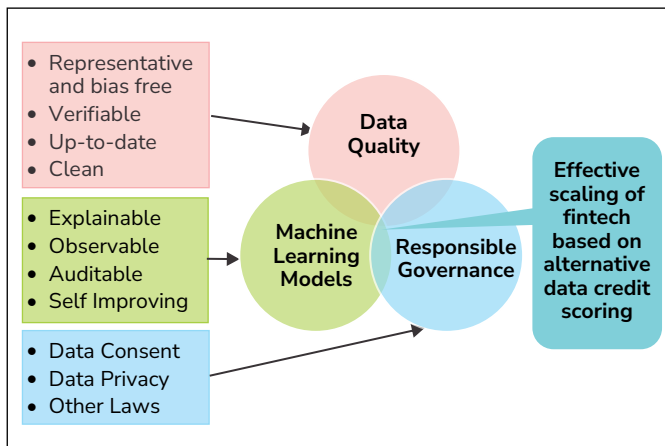 • Representative
and bias free
• Verifiable
• Up-to-date
• Clean
• Explainable
• Observable
• Auditable
• Self Improving
• Data Consent
• Data Privacy
• Other Laws
Data
Quality
Machine
Learning
Models
Responsible
Governance
Effective
scaling of
fintech
based on
alternative
data credit
scoring